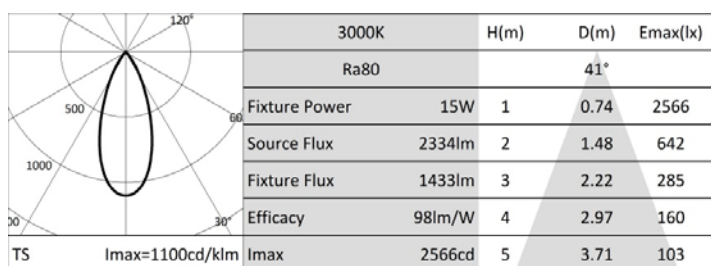 120°
500
60
1000
00
30°
TS Imax=1100cd/klm
3000K H(m) D(m) Emax(lx)
Ra80 41°
Fixture Power 15W 1 0.74 2566
Source Flux 2334lm 2 1.48 642
Fixture Flux 1433lm 3 2.22 285
Efficacy 98lm/W 4 2.97 160
Imax 2566cd 5 3.71 103